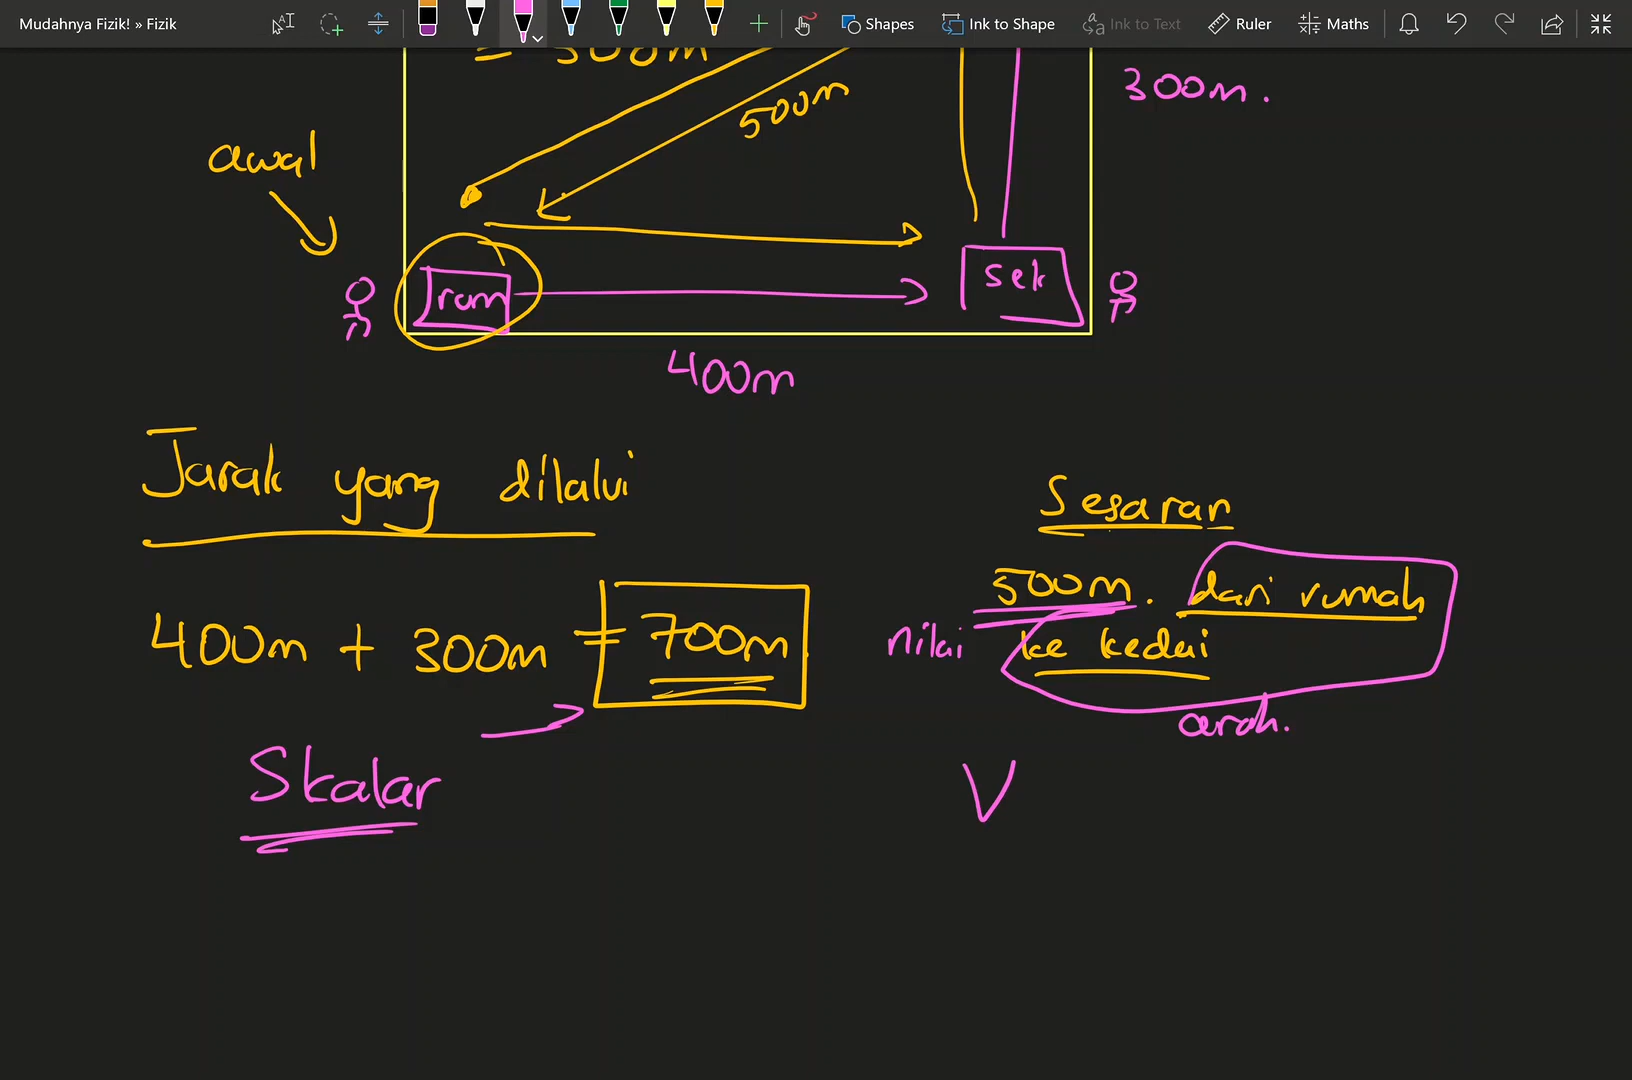 Mudahnya Fizik! » Fizik
Shapes
Ink to Shape
Ink to Text
Ruler
Maths
= 500m
500m
300m.
awal
rum
sek
400m
Jarak yang dilalui
400m + 300m = 700m
Skalar
Sesaran
500m. dari rumah
nilai ke kedai
arah.
V